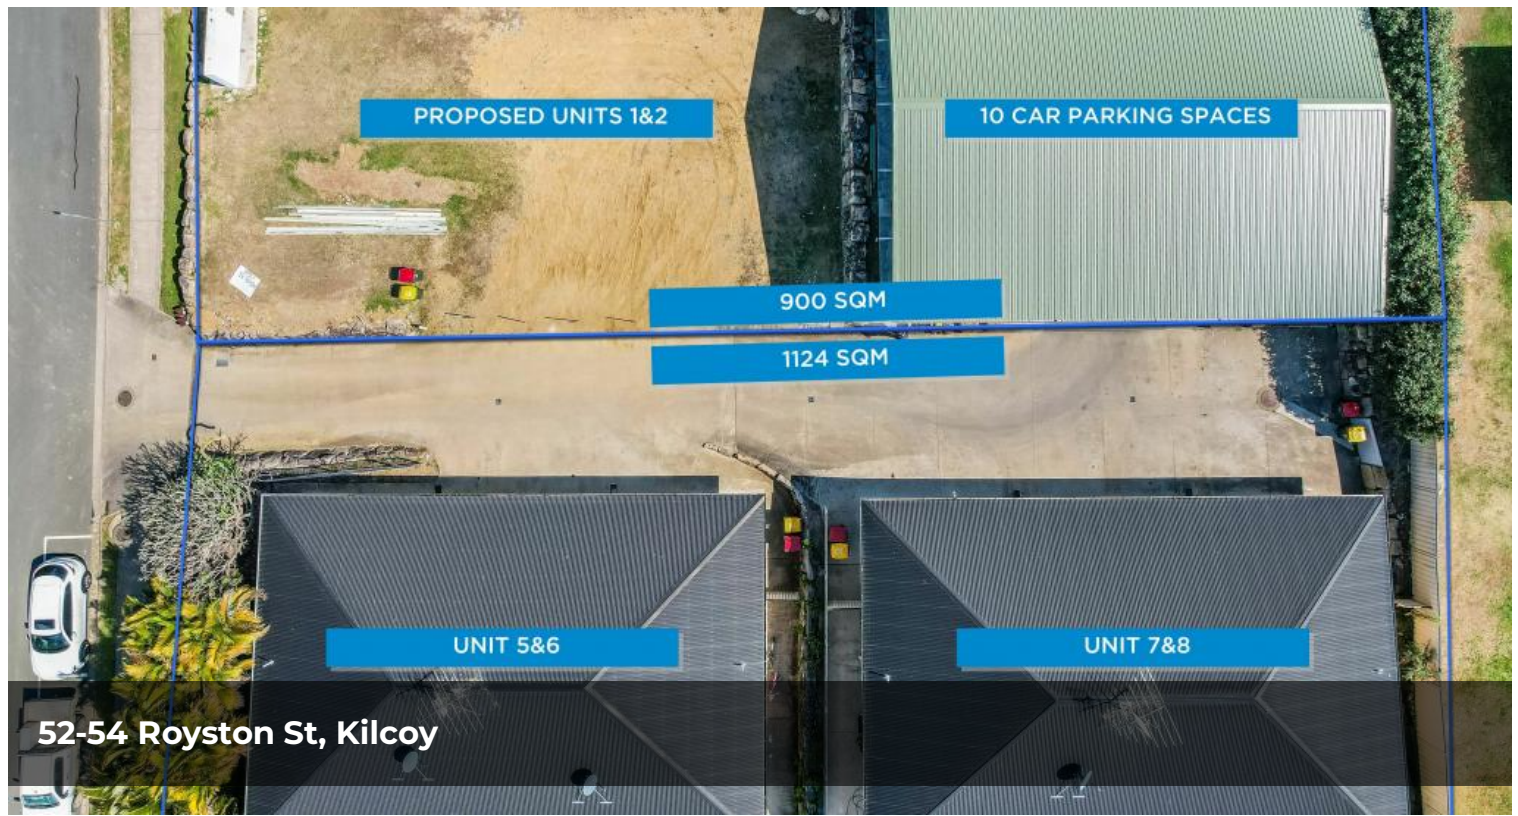 PROPOSED UNITS 1&2
10 CAR PARKING SPACES
900 SQM
1124 SQM
UNIT 5&6
UNIT 7&8
52-54 Royston St, Kilcoy